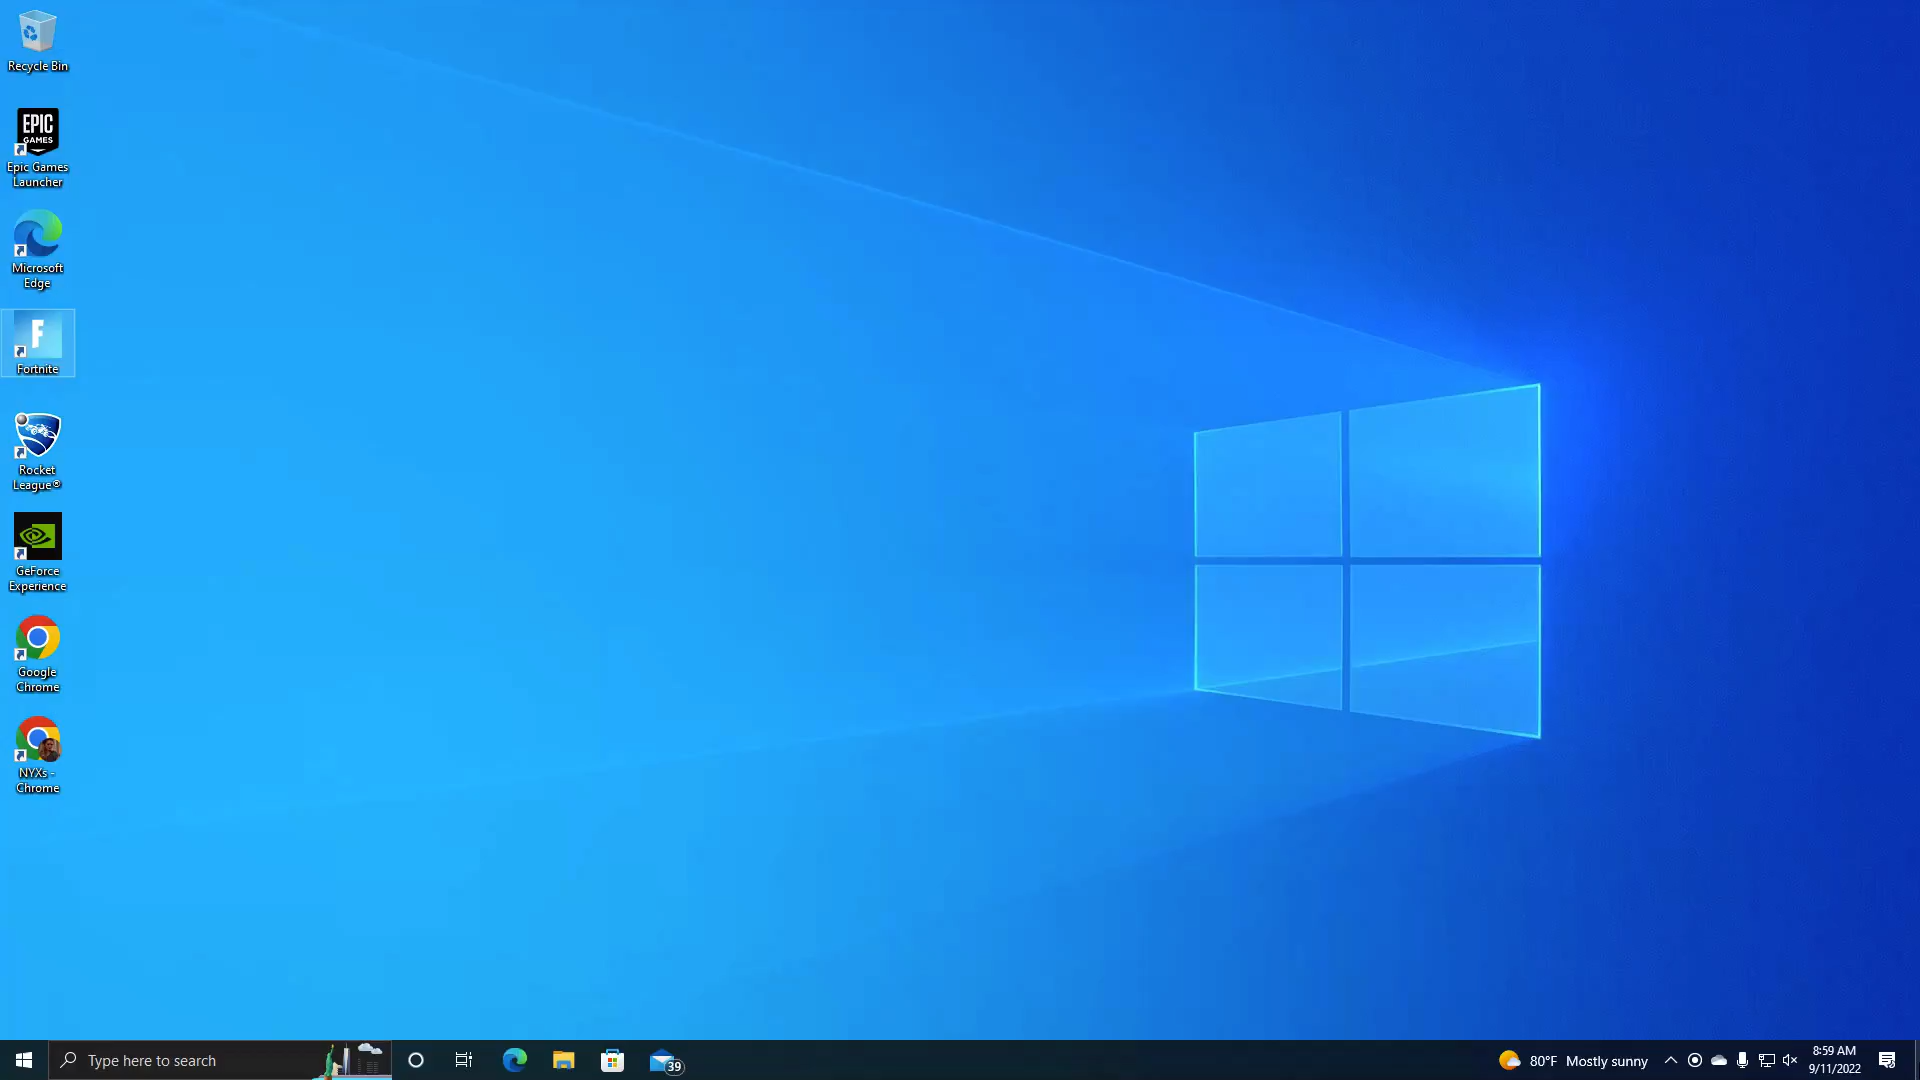 Recycle Bin
EPIC
GAMES
Epic Games
Launcher
Microsoft
Edge
F
Fortnite
Rocket
League®
GeForce
Experience
Google
Chrome
NYXs -
Chrome
Type here to search
39
80°F Mostly sunny
8:59 AM
9/11/2022